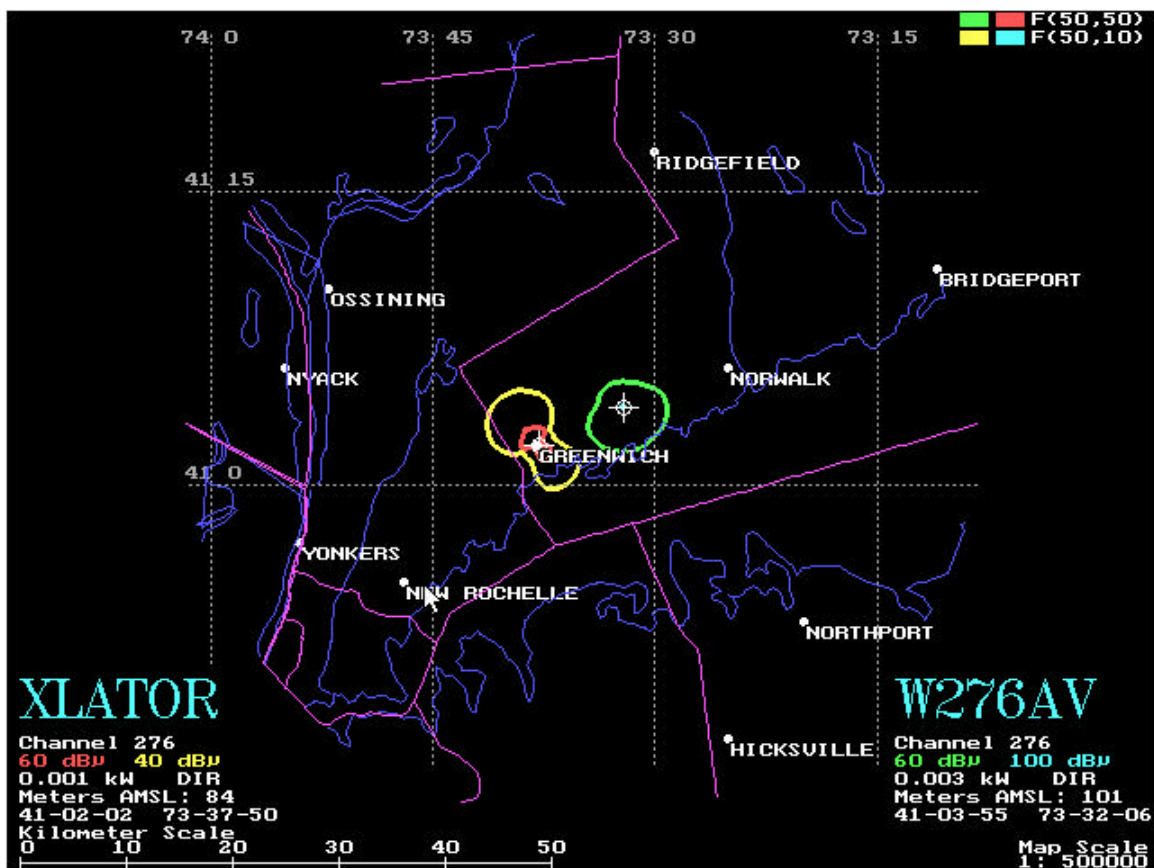 F(50,50)
F(50,10)
74 0
73 45
73 30
73 15
RIDGEFIELD
41 15
BRIDGEPORT
OSSINING
NYACK
NORWALK
GREENWICH
41 0
YONKERS
NEW ROCHELLE
NORTHPORT
HICKSVILLE
XLATOR
Channel 276
60 dBµ 40 dBµ
0.001 kW DIR
Meters AMSL: 84
41-02-02 73-37-50
Kilometer Scale
0 10 20 30 40 50
W276AV
Channel 276
60 dBµ 100 dBµ
0.003 kW DIR
Meters AMSL: 101
41-03-55 73-32-06
Map Scale
1: 500000